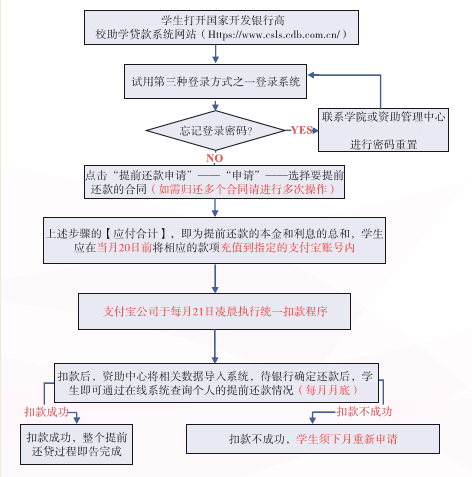 学生打开国家开发银行高
校助学贷款系统网站（Https://www.csls.cdb.com.cn/）
试用第三种登录方式之一登录系统
忘记登录密码?
YES
联系学院或资助管理中心
进行密码重置
NO
点击“提前还款申请”——“申请”——选择要提前
还款的合同（如需归还多个合同请进行多次操作）
上述步骤的【应付合计】，即为提前还款的本金和利息的总和，学生
应在当月20日前将相应的款项充值到指定的支付宝账号内
支付宝公司于每月21日凌晨执行统一扣款程序
扣款后，资助中心将相关数据导入系统，待银行确定还款后，学
生即可通过在线系统查询个人的提前还款情况（每月月底）
扣款成功
扣款不成功
扣款成功，整个提前
还贷过程即告完成
扣款不成功，学生须下月重新申请